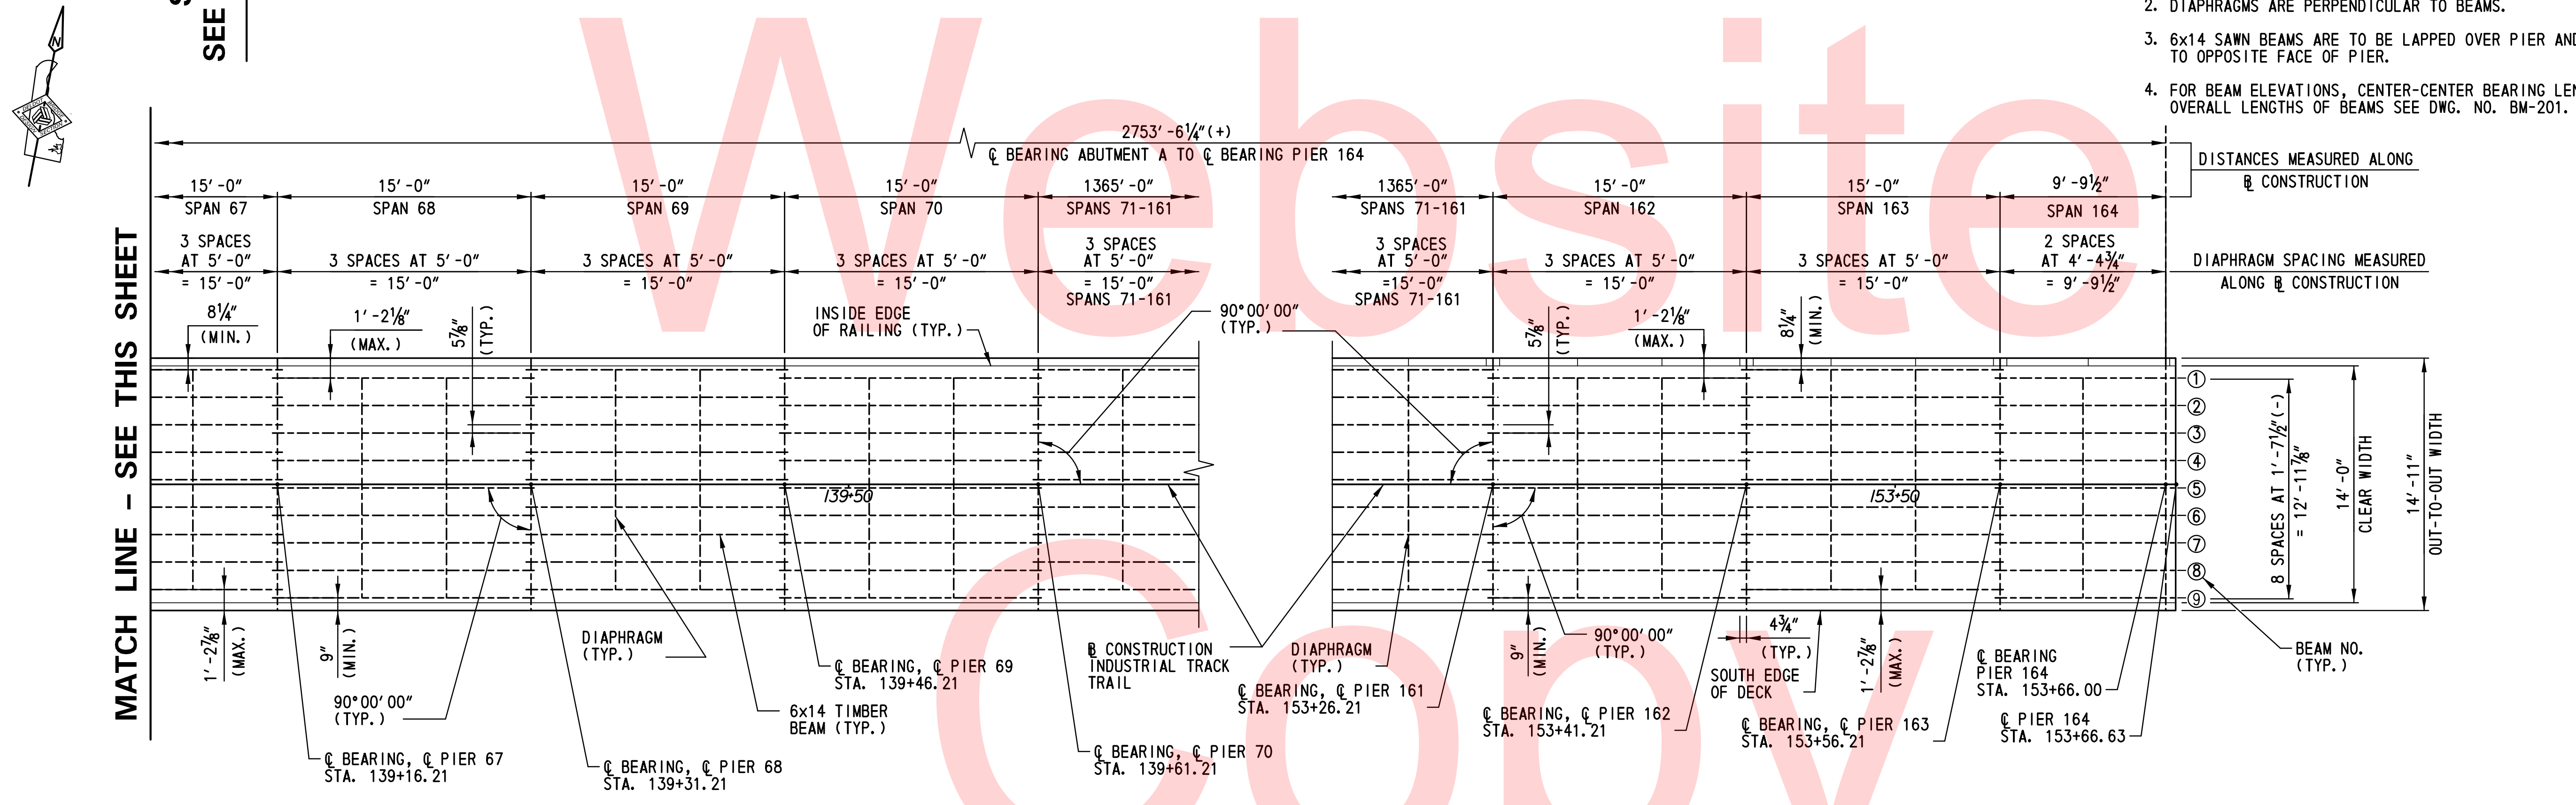 SEE
N
2. DIAPHRAGMS ARE PERPENDICULAR TO BEAMS.
3. 6x14 SAWN BEAMS ARE TO BE LAPPED OVER PIER AND
TO OPPOSITE FACE OF PIER.
4. FOR BEAM ELEVATIONS, CENTER-CENTER BEARING LEN
OVERALL LENGTHS OF BEAMS SEE DWG. NO. BM-201.
Website
Copy
MATCH LINE - SEE THIS SHEET
2753'-6¼"(+)
℄ BEARING ABUTMENT A TO ℄ BEARING PIER 164
DISTANCES MEASURED ALONG
B CONSTRUCTION
15'-0"
SPAN 67
15'-0"
SPAN 68
15'-0"
SPAN 69
15'-0"
SPAN 70
1365'-0"
SPANS 71-161
1365'-0"
SPANS 71-161
15'-0"
SPAN 162
15'-0"
SPAN 163
9'-9½"
SPAN 164
3 SPACES
AT 5'-0"
= 15'-0"
3 SPACES AT 5'-0"
= 15'-0"
3 SPACES AT 5'-0"
= 15'-0"
3 SPACES AT 5'-0"
= 15'-0"
3 SPACES
AT 5'-0"
= 15'-0"
SPANS 71-161
3 SPACES
AT 5'-0"
=15'-0"
SPANS 71-161
3 SPACES AT 5'-0"
= 15'-0"
3 SPACES AT 5'-0"
= 15'-0"
2 SPACES
AT 4'-4¾"
= 9'-9½"
DIAPHRAGM SPACING MEASURED
ALONG B CONSTRUCTION
8¼"
(MIN.)
1'-2⅛"
(MAX.)
5⅞"
(TYP.)
INSIDE EDGE
OF RAILING (TYP.)
90°00'00"
(TYP.)
5⅞"
(TYP.)
1'-2⅛"
(MAX.)
8¼"
(MIN.)
139+50
153+50
1
2
3
4
5
6
7
8
9
8 SPACES AT 1'-7½"(-)
= 12'-11⅞"
14'-0"
CLEAR WIDTH
14'-11"
OUT-TO-OUT WIDTH
1'-2⅞"
(MAX.)
9"
(MIN.)
90°00'00"
(TYP.)
DIAPHRAGM
(TYP.)
6x14 TIMBER
BEAM (TYP.)
℄ BEARING, ℄ PIER 67
STA. 139+16.21
℄ BEARING, ℄ PIER 68
STA. 139+31.21
℄ BEARING, ℄ PIER 69
STA. 139+46.21
℄ BEARING, ℄ PIER 70
STA. 139+61.21
B CONSTRUCTION
INDUSTRIAL TRACK
TRAIL
DIAPHRAGM
(TYP.)
℄ BEARING, ℄ PIER 161
STA. 153+26.21
9"
(MIN.)
90°00'00"
(TYP.)
℄ BEARING, ℄ PIER 162
STA. 153+41.21
4¾"
(TYP.)
SOUTH EDGE
OF DECK
1'-2⅞"
(MAX.)
℄ BEARING, ℄ PIER 163
STA. 153+56.21
℄ BEARING
PIER 164
STA. 153+66.00
℄ PIER 164
STA. 153+66.63
BEAM NO.
(TYP.)